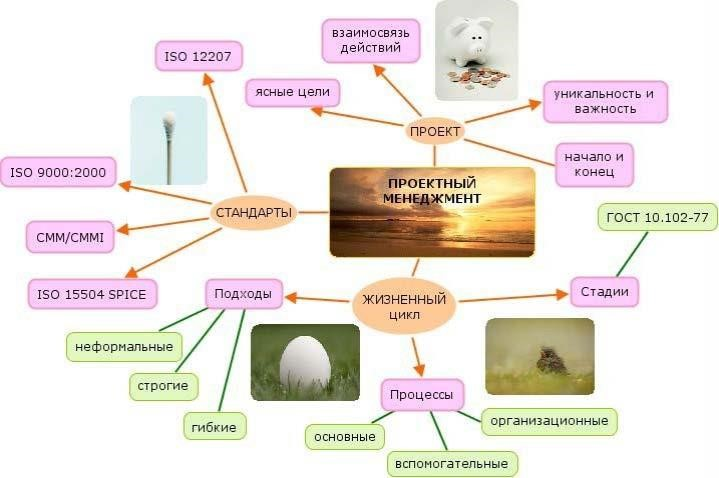 взаимосвязь
действий
ISO 12207
ясные цели
уникальность и
важность
ПРОЕКТ
начало и
конец
ISO 9000:2000
ПРОЕКТНЫЙ
МЕНЕДЖМЕНТ
СТАНДАРТЫ
ГОСТ 10.102-77
CMM/CMMI
ISO 15504 SPICE
Подходы
ЖИЗНЕННЫЙ
цикл
Стадии
неформальные
строгие
гибкие
Процессы
основные
организационные
вспомогательные